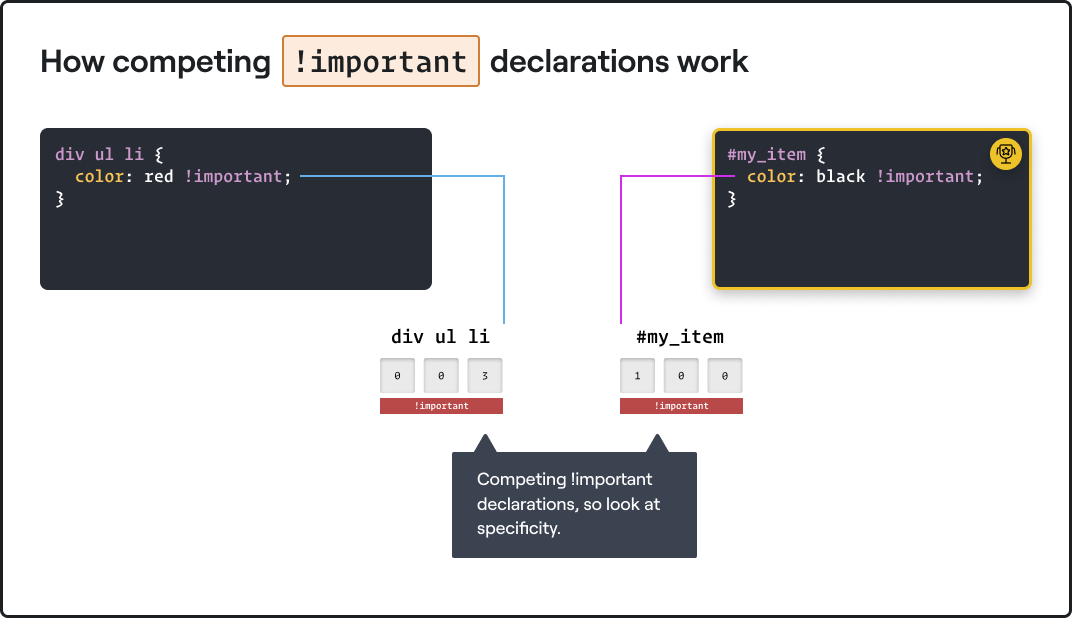 How competing !important declarations work
div ul li {
color: red !important;
}
#my_item {
color: black !important;
}
div ul li
0 0 3
!important
#my_item
1 0 0
!important
Competing !important
declarations, so look at
specificity.